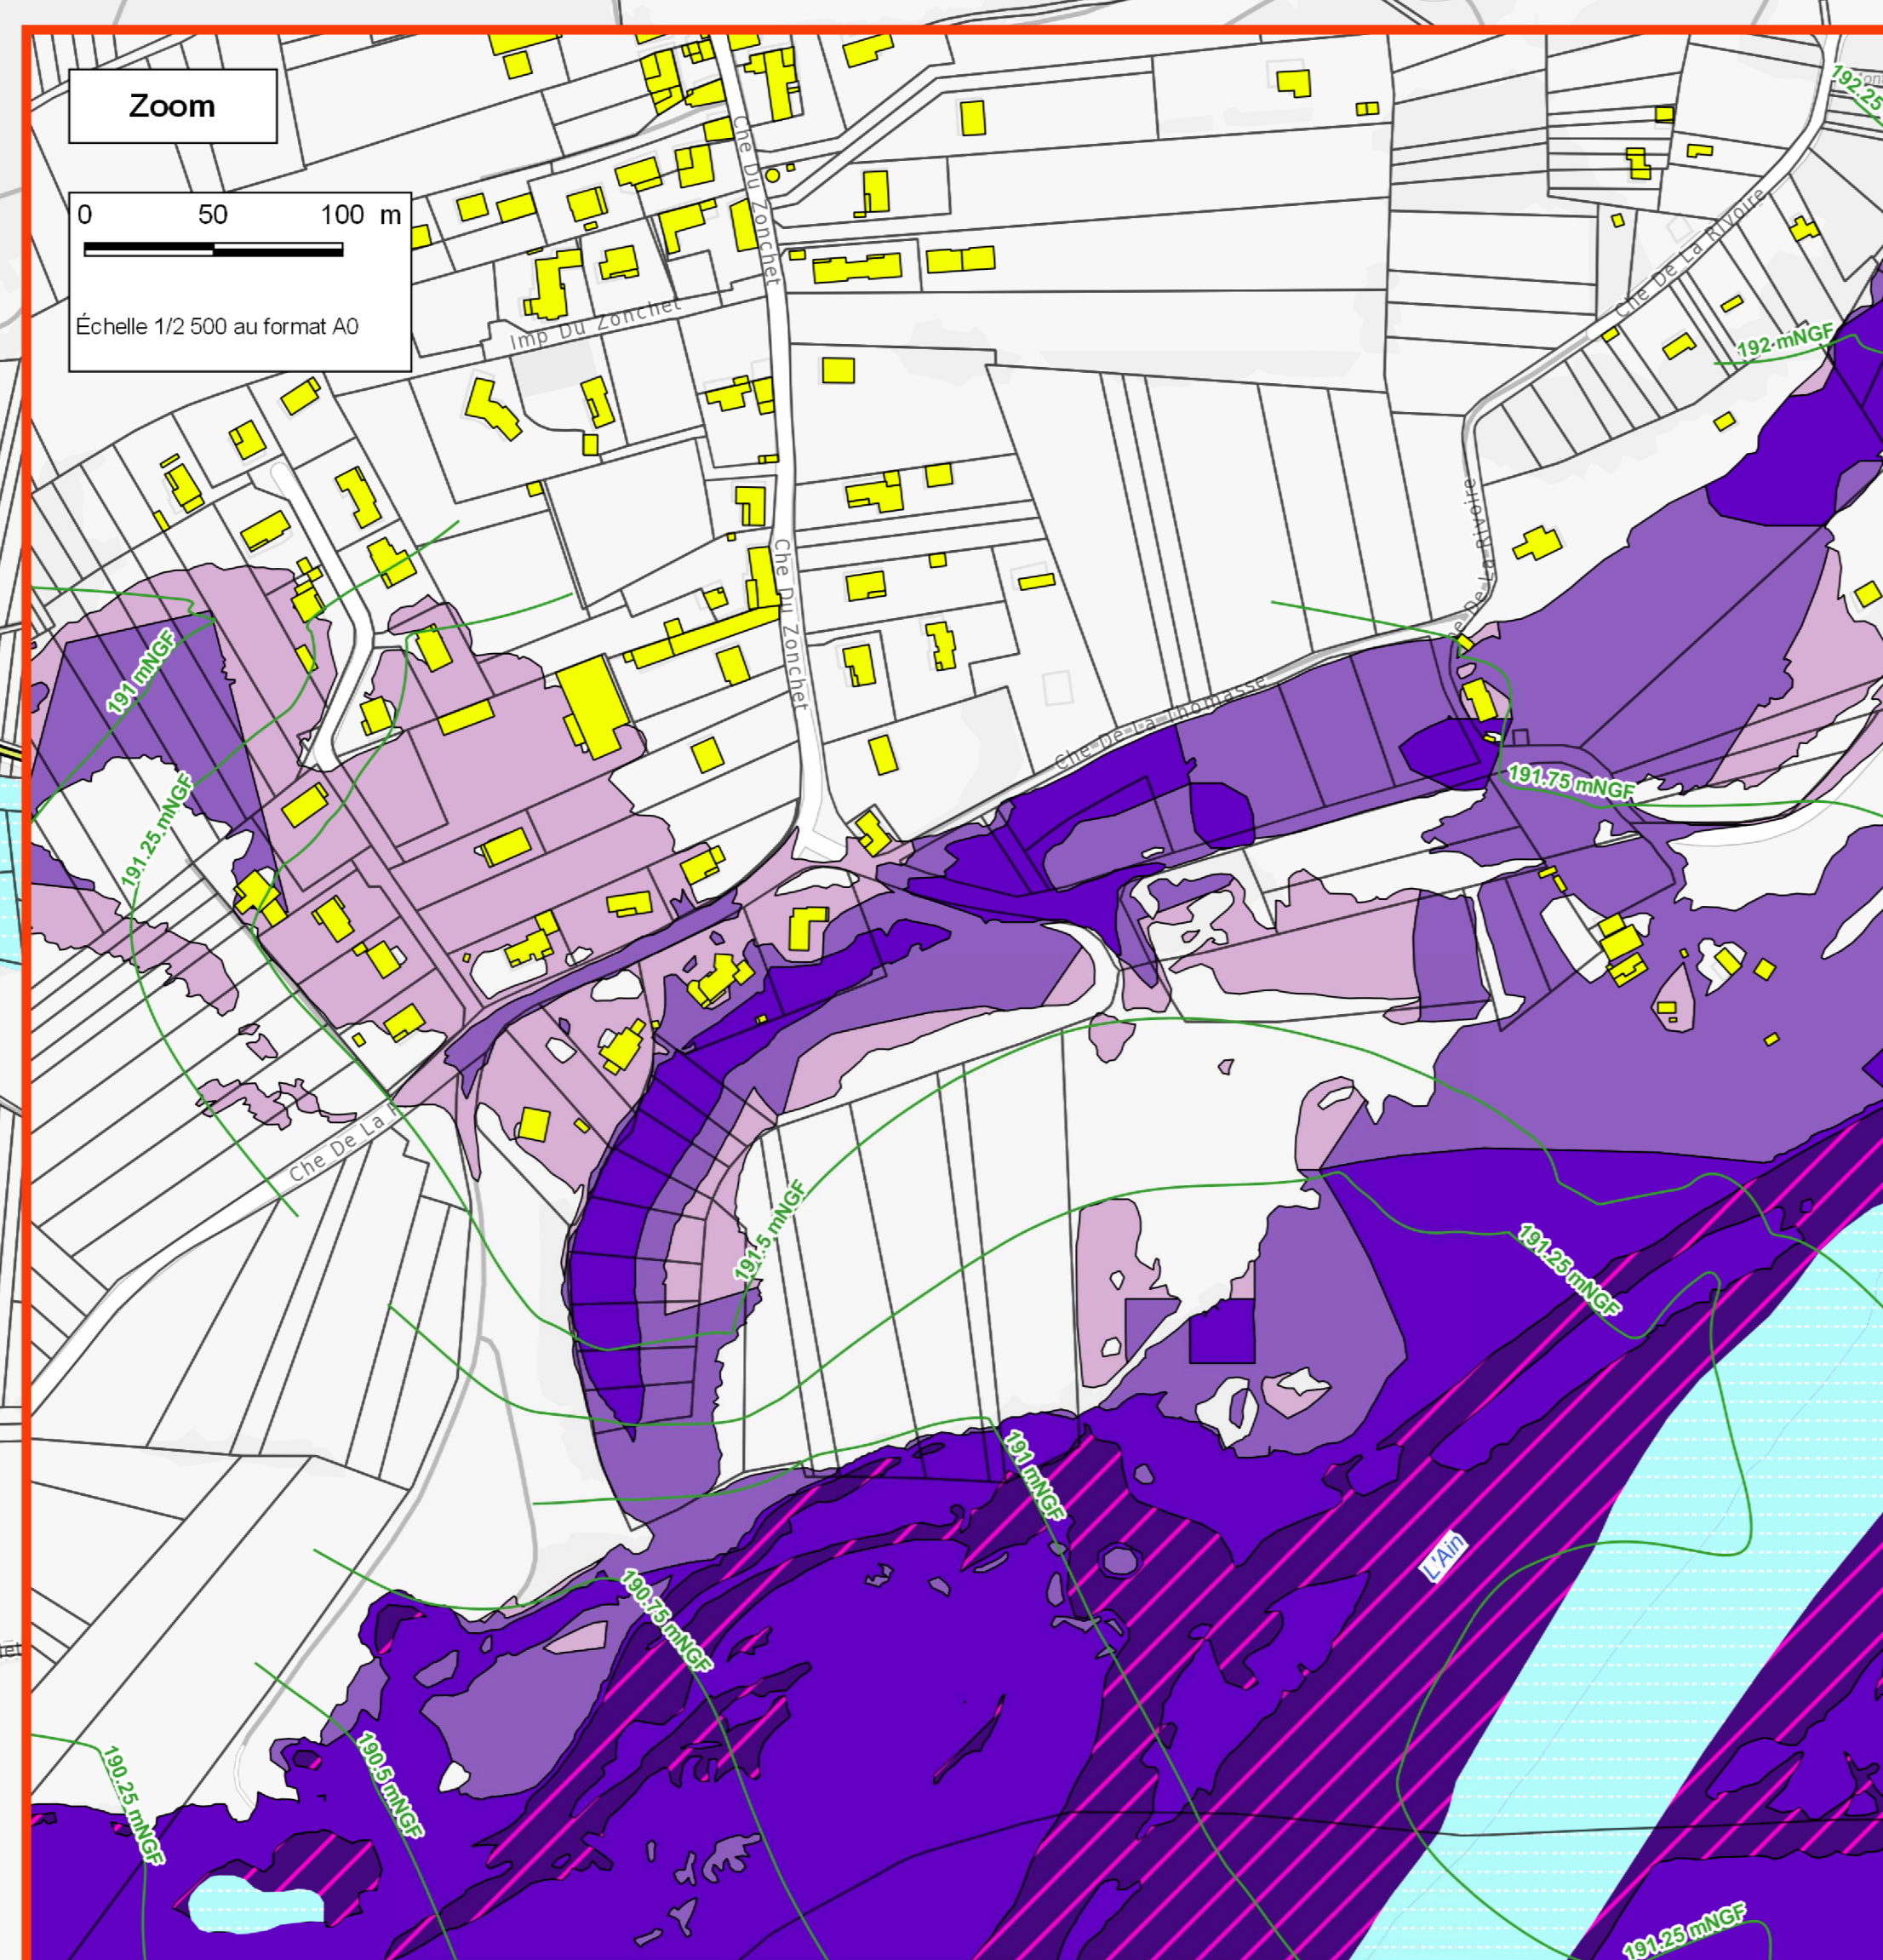 Zoom
0 50 100 m
Échelle 1/2 500 au format A0
Che Du Zonchet
192.25
Che De La Rivoire
Imp Du Zonchet
192 mNGF
Che De La Rivoire
Che Du Zonchet
191 mNGF
Che De La Thomasse
191.75 mNGF
191.25 mNGF
Che De La
191.5 mNGF
191.25 mNGF
191 mNGF
L'Ain
190.75 mNGF
190.5 mNGF
190.25 mNGF
191.25 mNGF